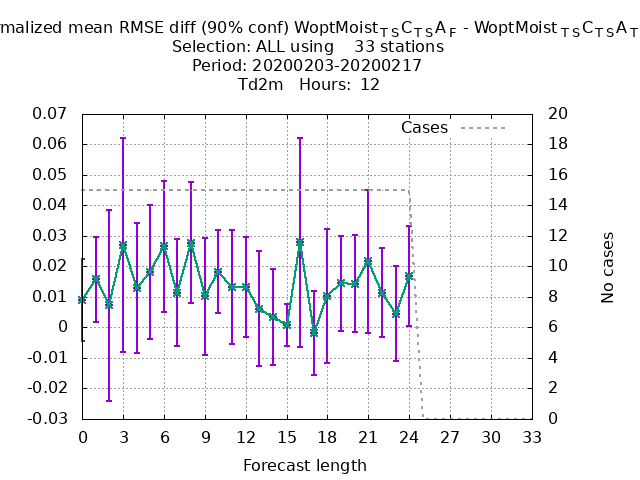 rmalized mean RMSE diff (90% conf) WoptMoist_TSC_TSA_F - WoptMoist_TSC_TSA_T
Selection: ALL using 33 stations
Period: 20200203-20200217
Td2m Hours: 12
Cases
0.07
0.06
0.05
0.04
0.03
0.02
0.01
0
-0.01
-0.02
-0.03
20
18
16
14
12
10
8
6
4
2
0
No cases
0 3 6 9 12 15 18 21 24 27 30 33
Forecast length